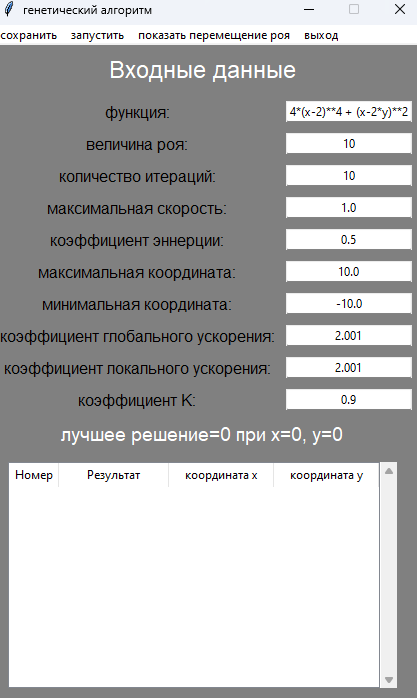 генетический алгоритм
сохранить запустить показать перемещение роя выход
Входные данные
функция: 4*(x-2)**4 + (x-2*y)**2
величина роя: 10
количество итераций: 10
максимальная скорость: 1.0
коэффициент эннерции: 0.5
максимальная координата: 10.0
минимальная координата: -10.0
коэффициент глобального ускорения: 2.001
коэффициент локального ускорения: 2.001
коэффициент К: 0.9
лучшее решение=0 при x=0, y=0
Номер Результат координата x координата y